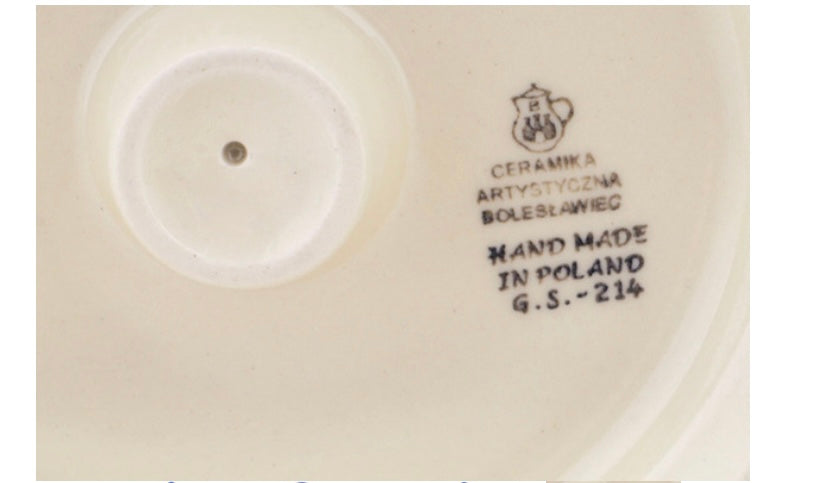 B
CERAMIKA
ARTYSTYCZNA
BOLESŁAWIEC
HAND MADE
IN POLAND
G.S.-214